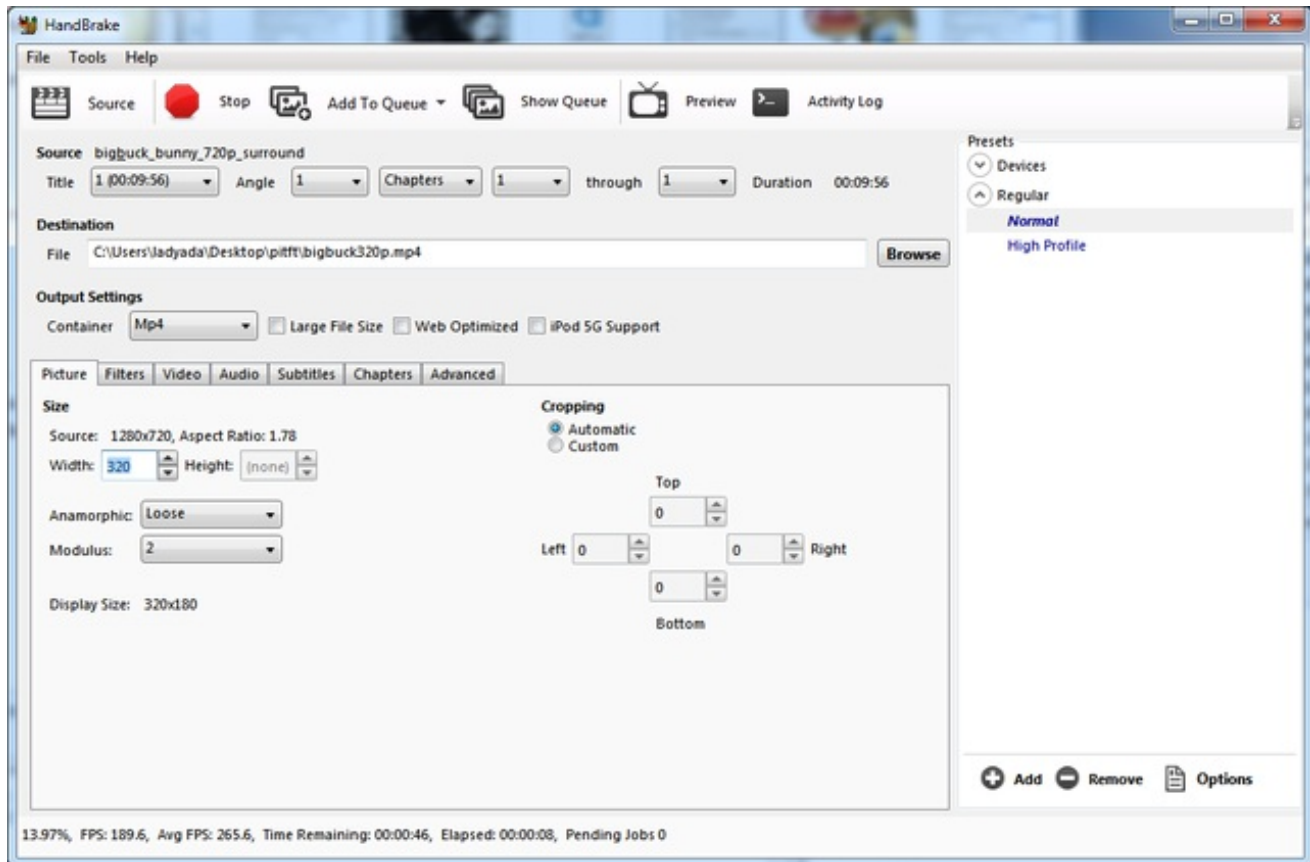 HandBrake
File Tools Help
Source Stop Add To Queue Show Queue Preview Activity Log
Source bigbuck_bunny_720p_surround
Title 1 (00:09:56) Angle 1 Chapters 1 through 1 Duration 00:09:56
Destination
File C:\Users\ladyada\Desktop\pitft\bigbuck320p.mp4 Browse
Output Settings
Container Mp4 Large File Size Web Optimized iPod 5G Support
Picture Filters Video Audio Subtitles Chapters Advanced
Size
Source: 1280x720, Aspect Ratio: 1.78
Width: 320 Height: (none)
Anamorphic: Loose
Modulus: 2
Display Size: 320x180
Cropping
Automatic
Custom
Top
0
Left 0 0 Right
0
Bottom
Presets
Devices
Regular
Normal
High Profile
Add Remove Options
13.97%, FPS: 189.6, Avg FPS: 265.6, Time Remaining: 00:00:46, Elapsed: 00:00:08, Pending Jobs 0